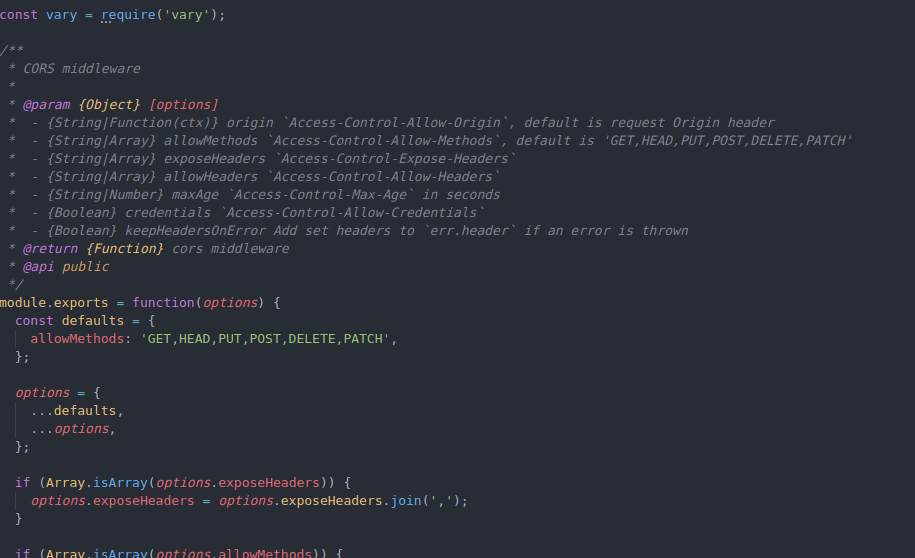 const vary = require('vary');
/**
 * CORS middleware
 *
 * @param {Object} [options]
 *  - {String|Function(ctx)} origin `Access-Control-Allow-Origin`, default is request Origin header
 *  - {String|Array} allowMethods `Access-Control-Allow-Methods`, default is 'GET,HEAD,PUT,POST,DELETE,PATCH'
 *  - {String|Array} exposeHeaders `Access-Control-Expose-Headers`
 *  - {String|Array} allowHeaders `Access-Control-Allow-Headers`
 *  - {String|Number} maxAge `Access-Control-Max-Age` in seconds
 *  - {Boolean} credentials `Access-Control-Allow-Credentials`
 *  - {Boolean} keepHeadersOnError Add set headers to `err.header` if an error is thrown
 * @return {Function} cors middleware
 * @api public
 */
module.exports = function(options) {
  const defaults = {
    allowMethods: 'GET,HEAD,PUT,POST,DELETE,PATCH',
  };
  options = {
    ...defaults,
    ...options,
  };
  if (Array.isArray(options.exposeHeaders)) {
    options.exposeHeaders = options.exposeHeaders.join(',');
  }
  if (Array.isArray(options.allowMethods)) {